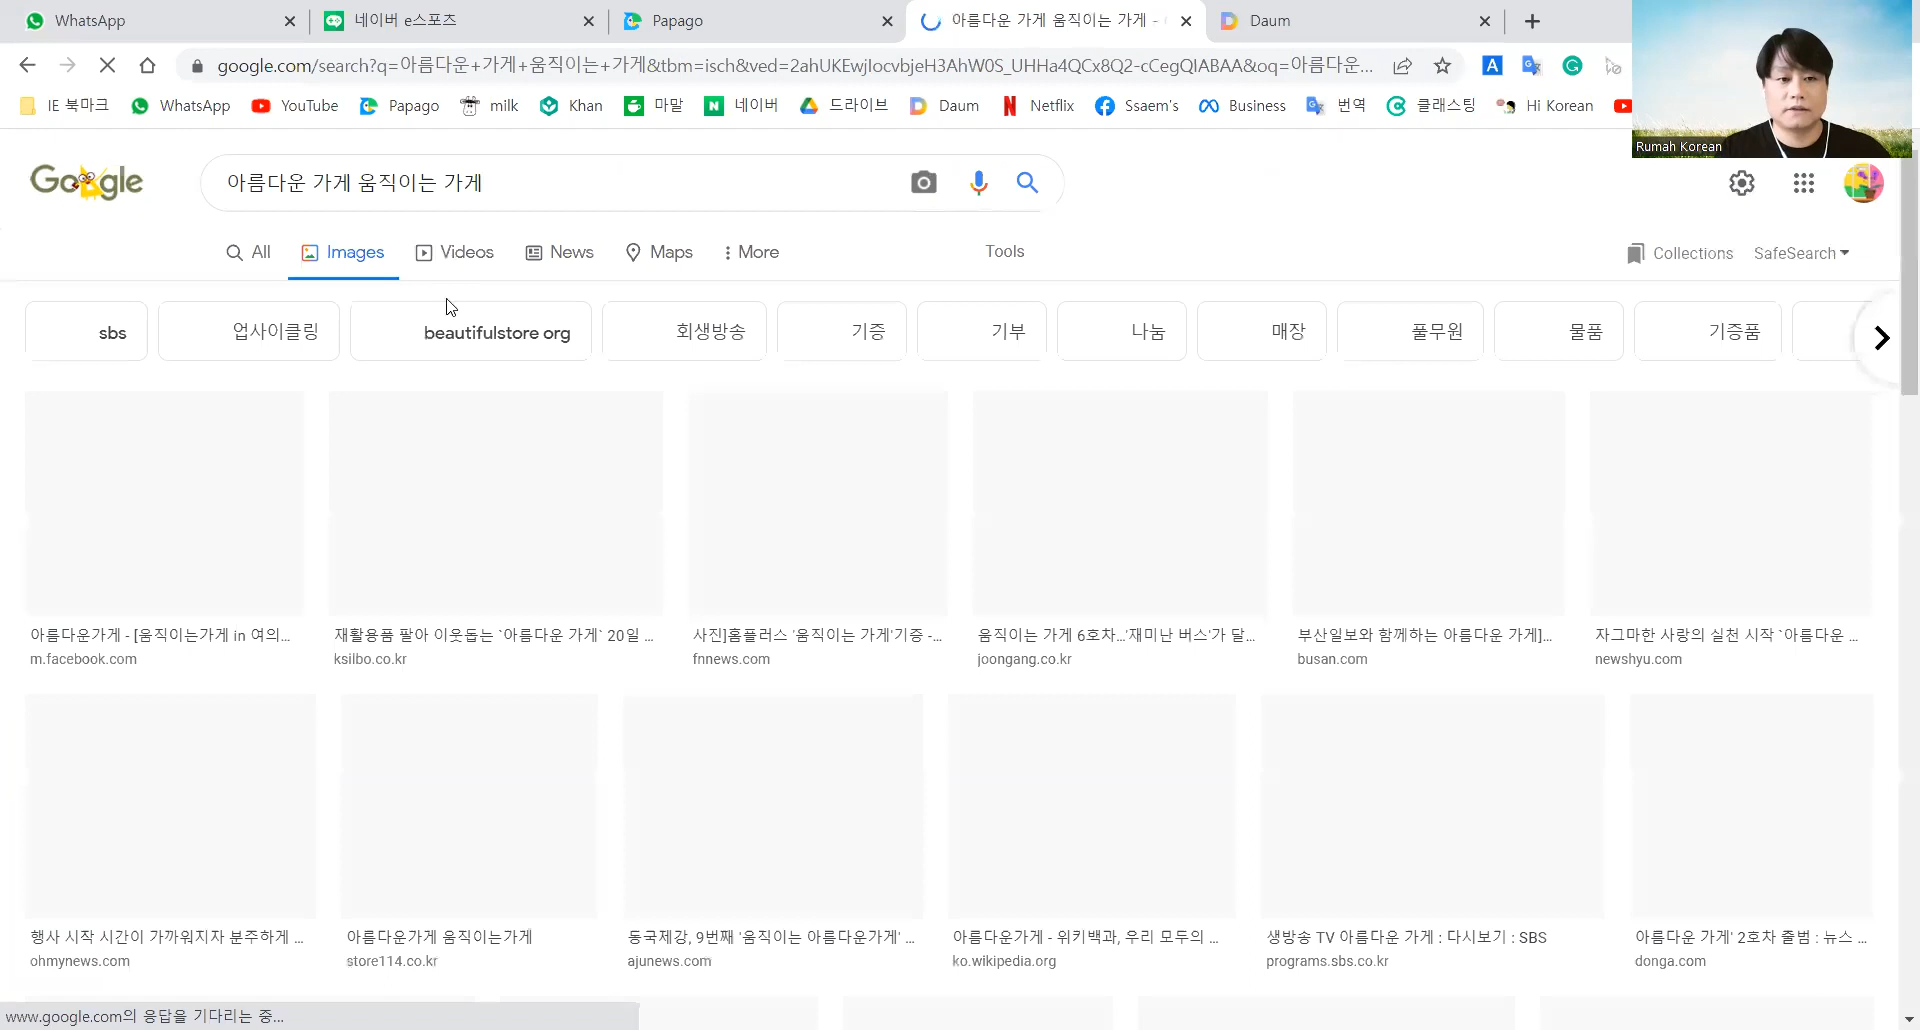 WhatsApp
네이버 e스포츠
Papago
아름다운 가게 움직이는 가게 -
Daum
google.com/search?q=아름다운+가게+움직이는+가게&tbm=isch&ved=2ahUKEwjIocvbjeH3AhW0S_UHHa4QCx8Q2-cCegQIABAA&oq=아름다운...
IE 북마크
WhatsApp
YouTube
Papago
milk
Khan
마말
네이버
드라이브
Daum
Netflix
Ssaem's
Business
번역
클래스팅
Hi Korean
Rumah Korean
Google
아름다운 가게 움직이는 가게
All
Images
Videos
News
Maps
More
Tools
Collections
SafeSearch
sbs
업사이클링
beautifulstore org
회생방송
기증
기부
나눔
매장
풀무원
물품
기증품
아름다운가게 - [움직이는가게 in 여의...
m.facebook.com
재활용품 팔아 이웃돕는 `아름다운 가게` 20일 ...
ksilbo.co.kr
사진]홈플러스 '움직이는 가게'기증 -...
fnnews.com
움직이는 가게 6호차...'재미난 버스'가 달...
joongang.co.kr
부산일보와 함께하는 아름다운 가게]...
busan.com
자그마한 사랑의 실천 시작 `아름다운 ...
newshyu.com
행사 시작 시간이 가까워지자 분주하게 ...
ohmynews.com
아름다운가게 움직이는가게
store114.co.kr
동국제강, 9번째 '움직이는 아름다운가게' ...
ajunews.com
아름다운가게 - 위키백과, 우리 모두의 ...
ko.wikipedia.org
생방송 TV 아름다운 가게 : 다시보기 : SBS
programs.sbs.co.kr
아름다운 가게' 2호차 출범 : 뉴스 ...
donga.com
www.google.com의 응답을 기다리는 중...